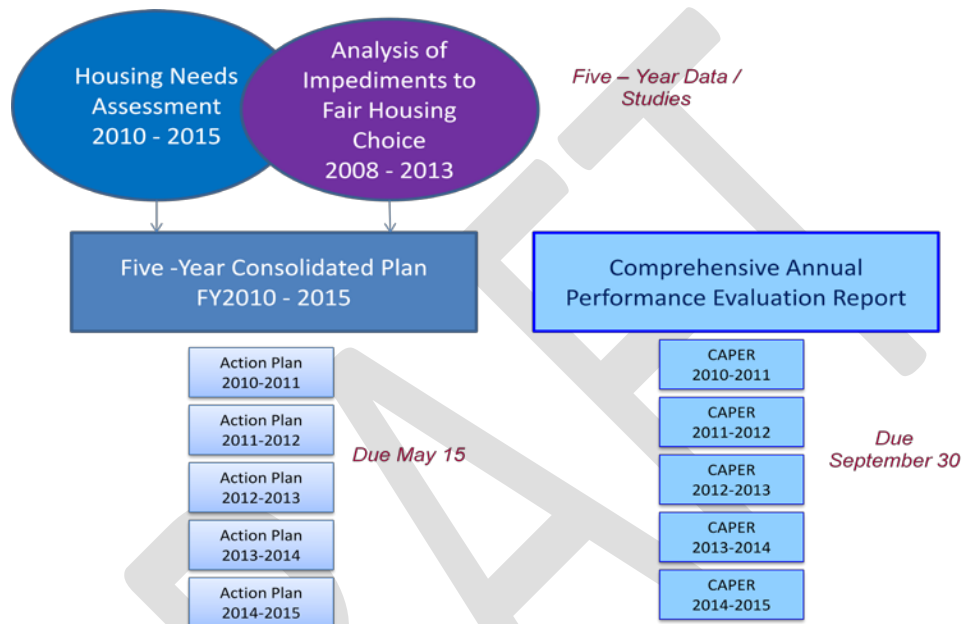 Housing Needs
Assessment
2010 - 2015
Analysis of
Impediments to
Fair Housing
Choice
2008 - 2013
Five – Year Data /
Studies
Five -Year Consolidated Plan
FY2010 - 2015
Comprehensive Annual
Performance Evaluation Report
Action Plan
2010-2011
Action Plan
2011-2012
Action Plan
2012-2013
Action Plan
2013-2014
Action Plan
2014-2015
Due May 15
CAPER
2010-2011
CAPER
2011-2012
CAPER
2012-2013
CAPER
2013-2014
CAPER
2014-2015
Due
September 30
DRAFT